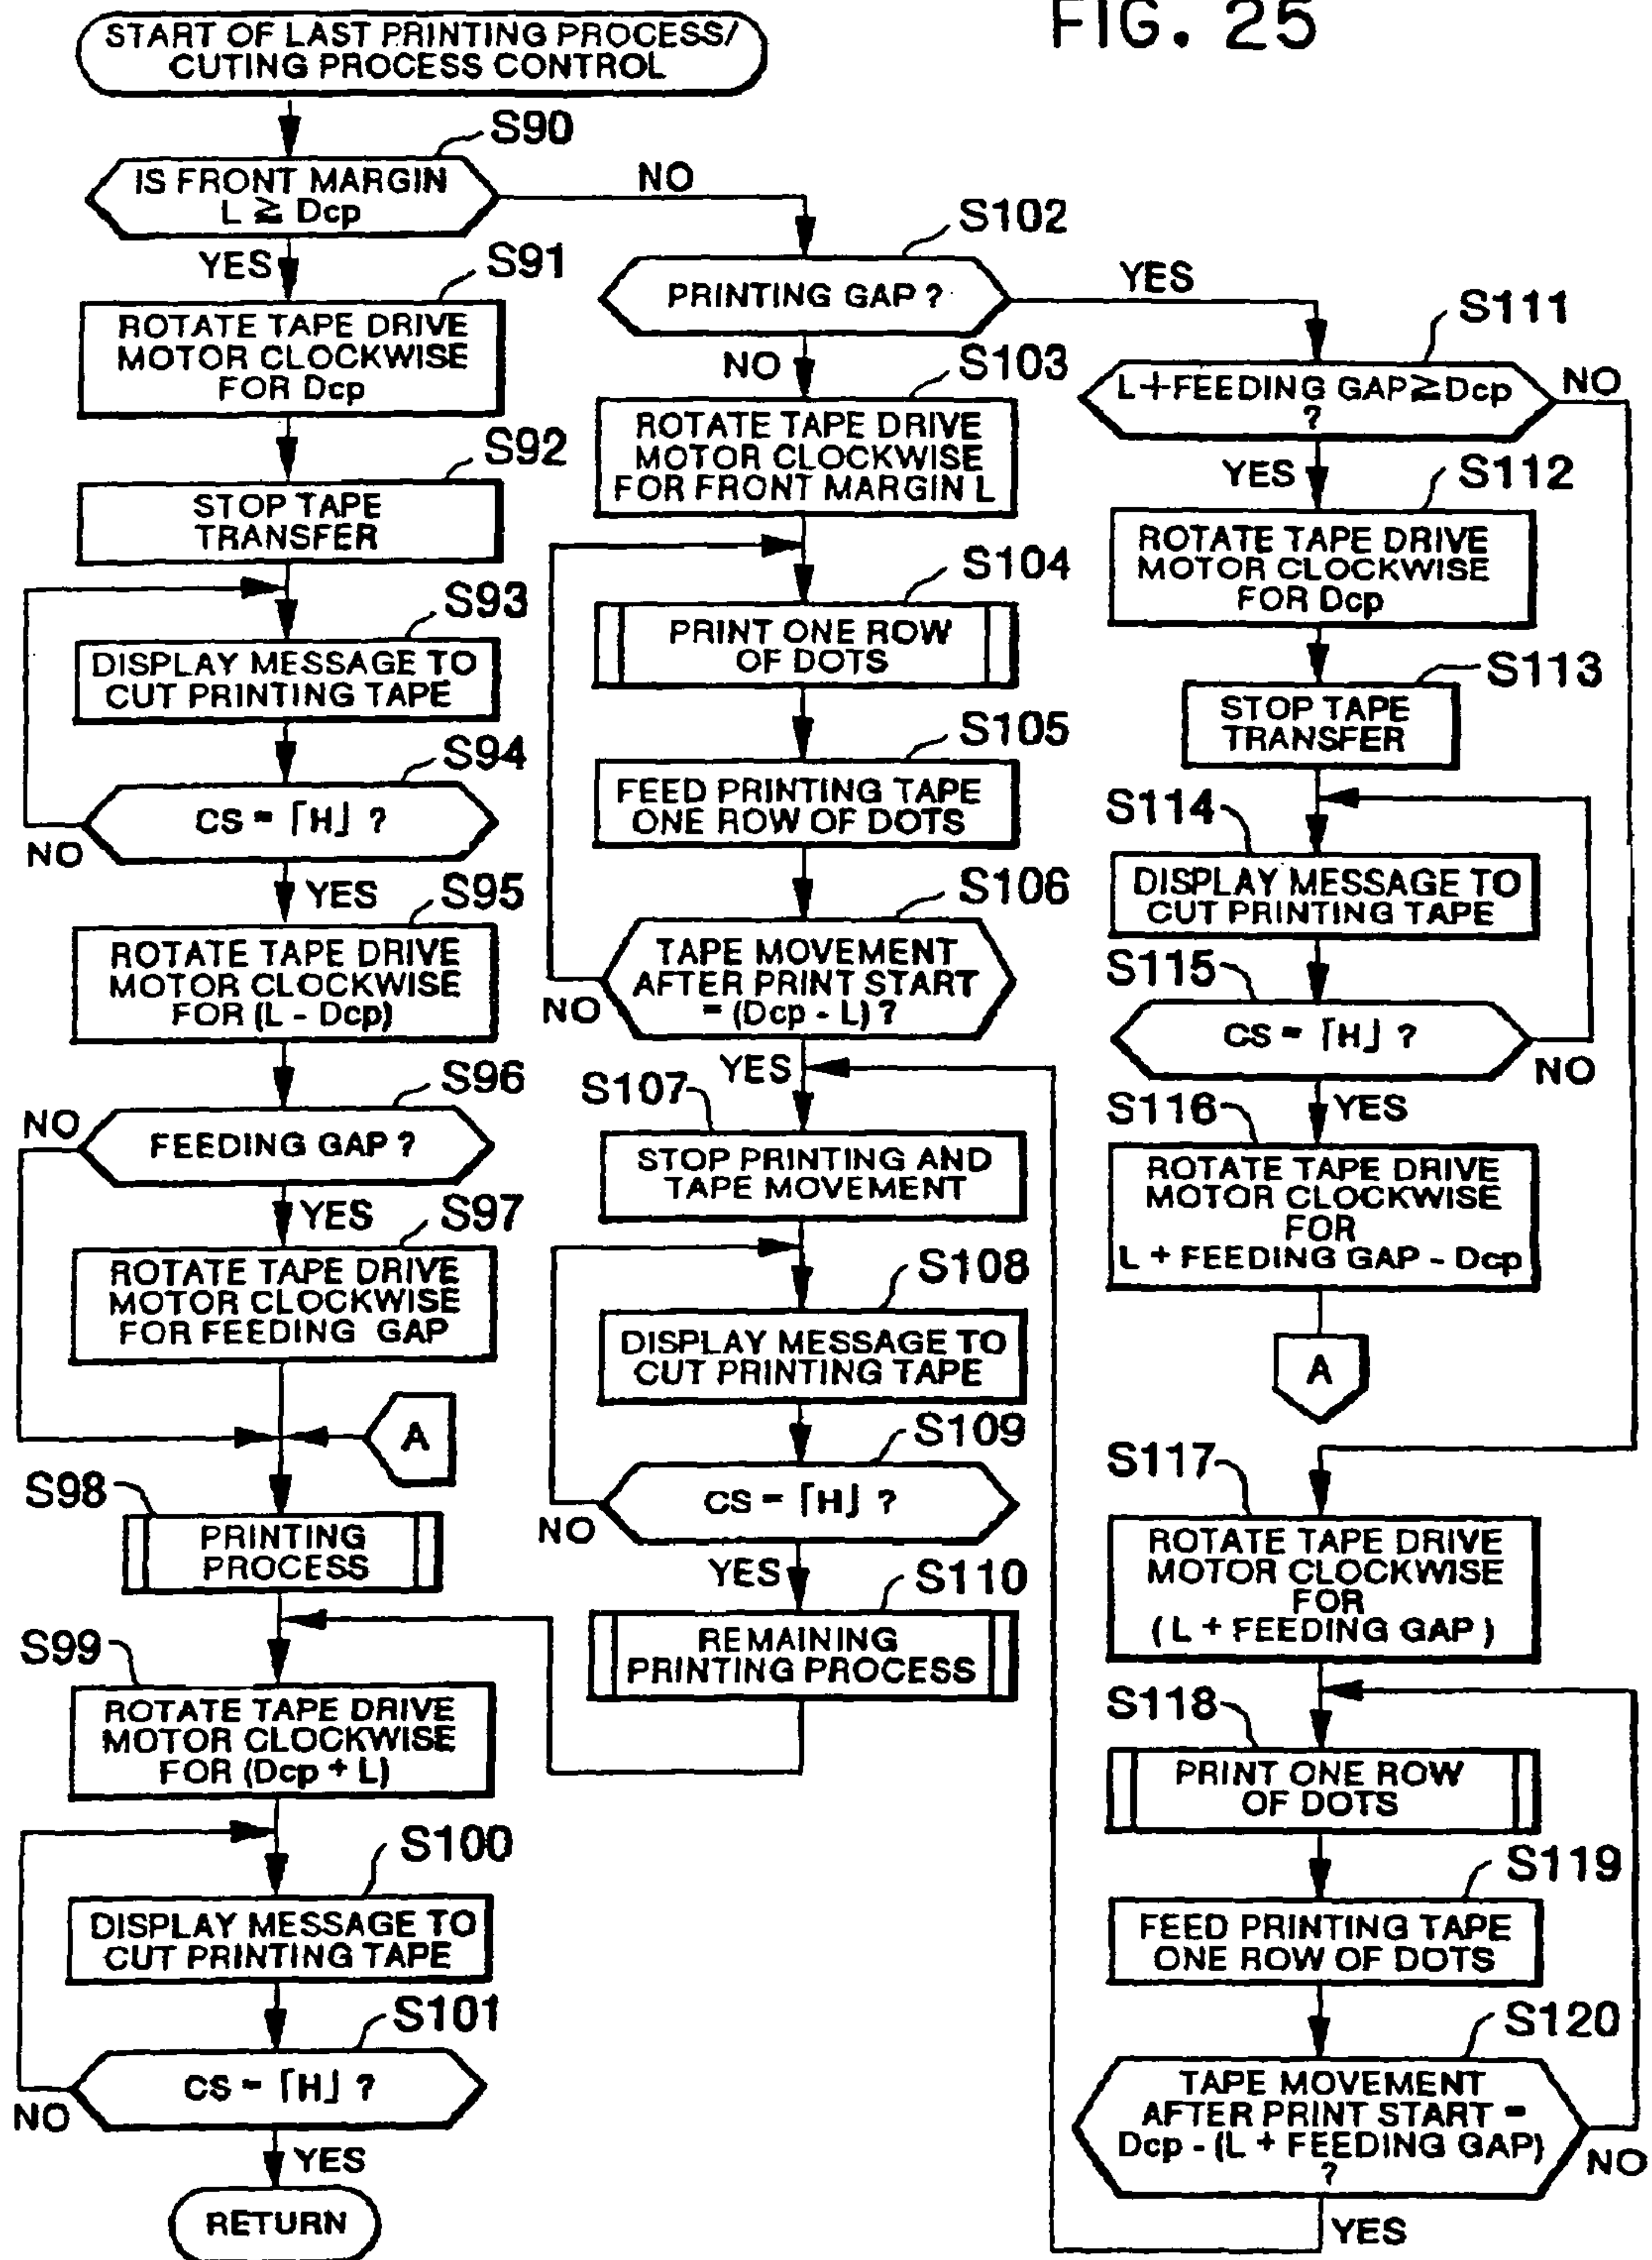 FIG. 25
START OF LAST PRINTING PROCESS/
CUTING PROCESS CONTROL
S90
IS FRONT MARGIN
L ≧ Dcp
NO
YES
S91
ROTATE TAPE DRIVE
MOTOR CLOCKWISE
FOR Dcp
S92
STOP TAPE
TRANSFER
S93
DISPLAY MESSAGE TO
CUT PRINTING TAPE
S94
CS = ｢H｣ ?
NO
YES
S95
ROTATE TAPE DRIVE
MOTOR CLOCKWISE
FOR (L - Dcp)
S96
NO
FEEDING GAP ?
YES
S97
ROTATE TAPE DRIVE
MOTOR CLOCKWISE
FOR FEEDING GAP
A
S98
PRINTING
PROCESS
S99
ROTATE TAPE DRIVE
MOTOR CLOCKWISE
FOR (Dcp + L)
S100
DISPLAY MESSAGE TO
CUT PRINTING TAPE
S101
CS = ｢H｣ ?
NO
YES
RETURN
S102
PRINTING GAP ?
YES
NO
S103
ROTATE TAPE DRIVE
MOTOR CLOCKWISE
FOR FRONT MARGIN L
S104
PRINT ONE ROW
OF DOTS
S105
FEED PRINTING TAPE
ONE ROW OF DOTS
S106
TAPE MOVEMENT
AFTER PRINT START
= (Dcp - L) ?
NO
YES
S107
STOP PRINTING AND
TAPE MOVEMENT
S108
DISPLAY MESSAGE TO
CUT PRINTING TAPE
S109
CS = ｢H｣ ?
NO
YES
S110
REMAINING
PRINTING PROCESS
S111
L+FEEDING GAP≧Dcp
?
NO
YES
S112
ROTATE TAPE DRIVE
MOTOR CLOCKWISE
FOR Dcp
S113
STOP TAPE
TRANSFER
S114
DISPLAY MESSAGE TO
CUT PRINTING TAPE
S115
CS = ｢H｣ ?
NO
YES
S116
ROTATE TAPE DRIVE
MOTOR CLOCKWISE
FOR
L + FEEDING GAP - Dcp
A
S117
ROTATE TAPE DRIVE
MOTOR CLOCKWISE
FOR
(L + FEEDING GAP)
S118
PRINT ONE ROW
OF DOTS
S119
FEED PRINTING TAPE
ONE ROW OF DOTS
S120
TAPE MOVEMENT
AFTER PRINT START =
Dcp - (L + FEEDING GAP)
?
NO
YES